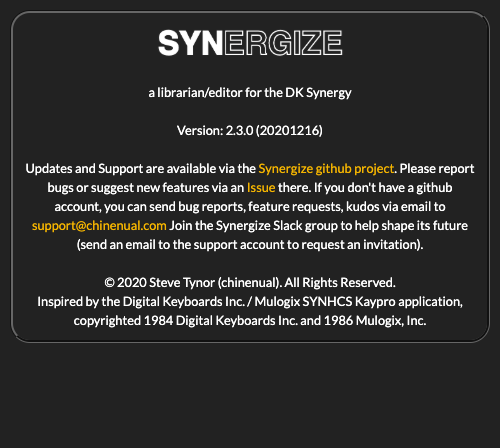 SYNERGIZE
a librarian/editor for the DK Synergy
Version: 2.3.0 (20201216)
Updates and Support are available via the Synergize github project. Please report
bugs or suggest new features via an Issue there. If you don't have a github
account, you can send bug reports, feature requests, kudos via email to
support@chinenual.com Join the Synergize Slack group to help shape its future
(send an email to the support account to request an invitation).
© 2020 Steve Tynor (chinenual). All Rights Reserved.
Inspired by the Digital Keyboards Inc. / Mulogix SYNHCS Kaypro application,
copyrighted 1984 Digital Keyboards Inc. and 1986 Mulogix, Inc.